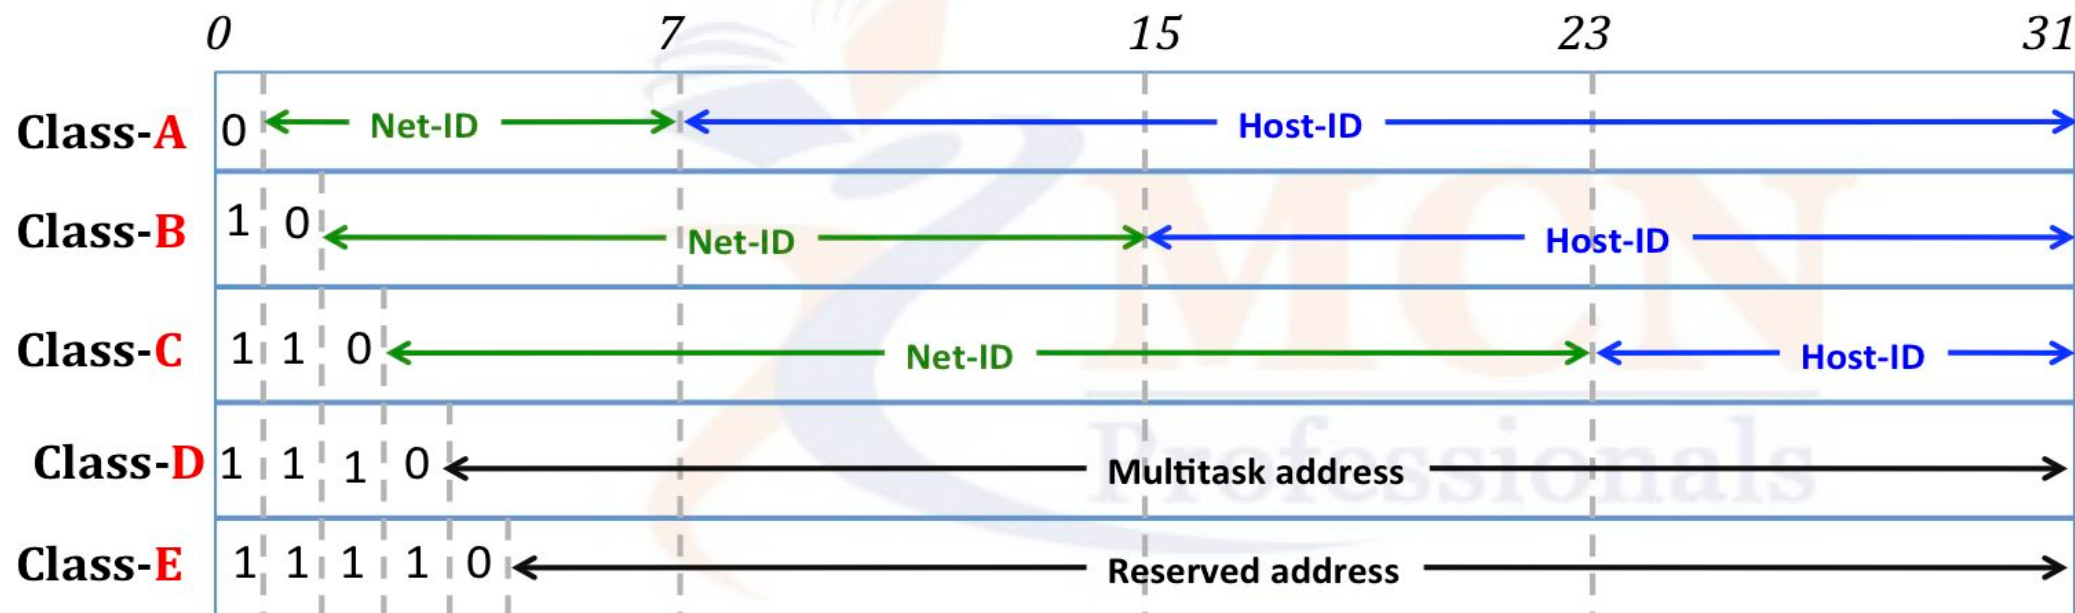 0 7 15 23 31
Class-A 0 Net-ID Host-ID
Class-B 1 0 Net-ID Host-ID
Class-C 1 1 0 Net-ID Host-ID
Class-D 1 1 1 0 Multitask address
Class-E 1 1 1 1 0 Reserved address
MCN
Professionals